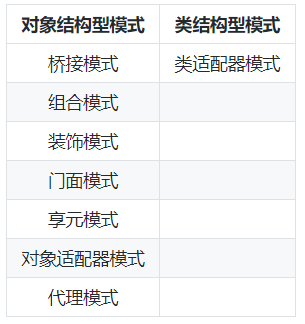 对象结构型模式 类结构型模式
桥接模式 类适配器模式
组合模式
装饰模式
门面模式
享元模式
对象适配器模式
代理模式